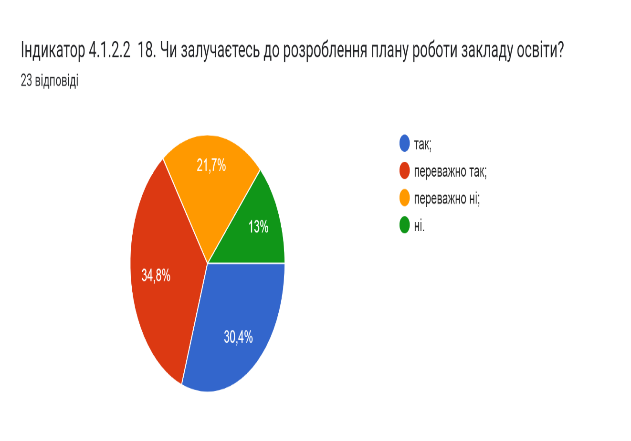 Індикатор 4.1.2.2 18. Чи залучаєтесь до розроблення плану роботи закладу освіти?
23 відповіді
так;
переважно так;
переважно ні;
ні.
21,7%
13%
34,8%
30,4%